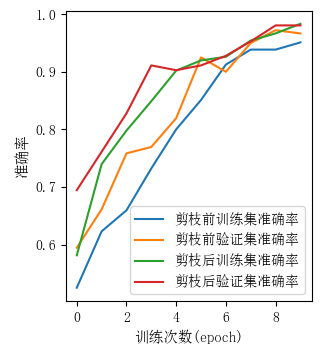 1.0
0.9
0.8
0.7
0.6
准确率
剪枝前训练集准确率
剪枝前验证集准确率
剪枝后训练集准确率
剪枝后验证集准确率
0 2 4 6 8
训练次数(epoch)